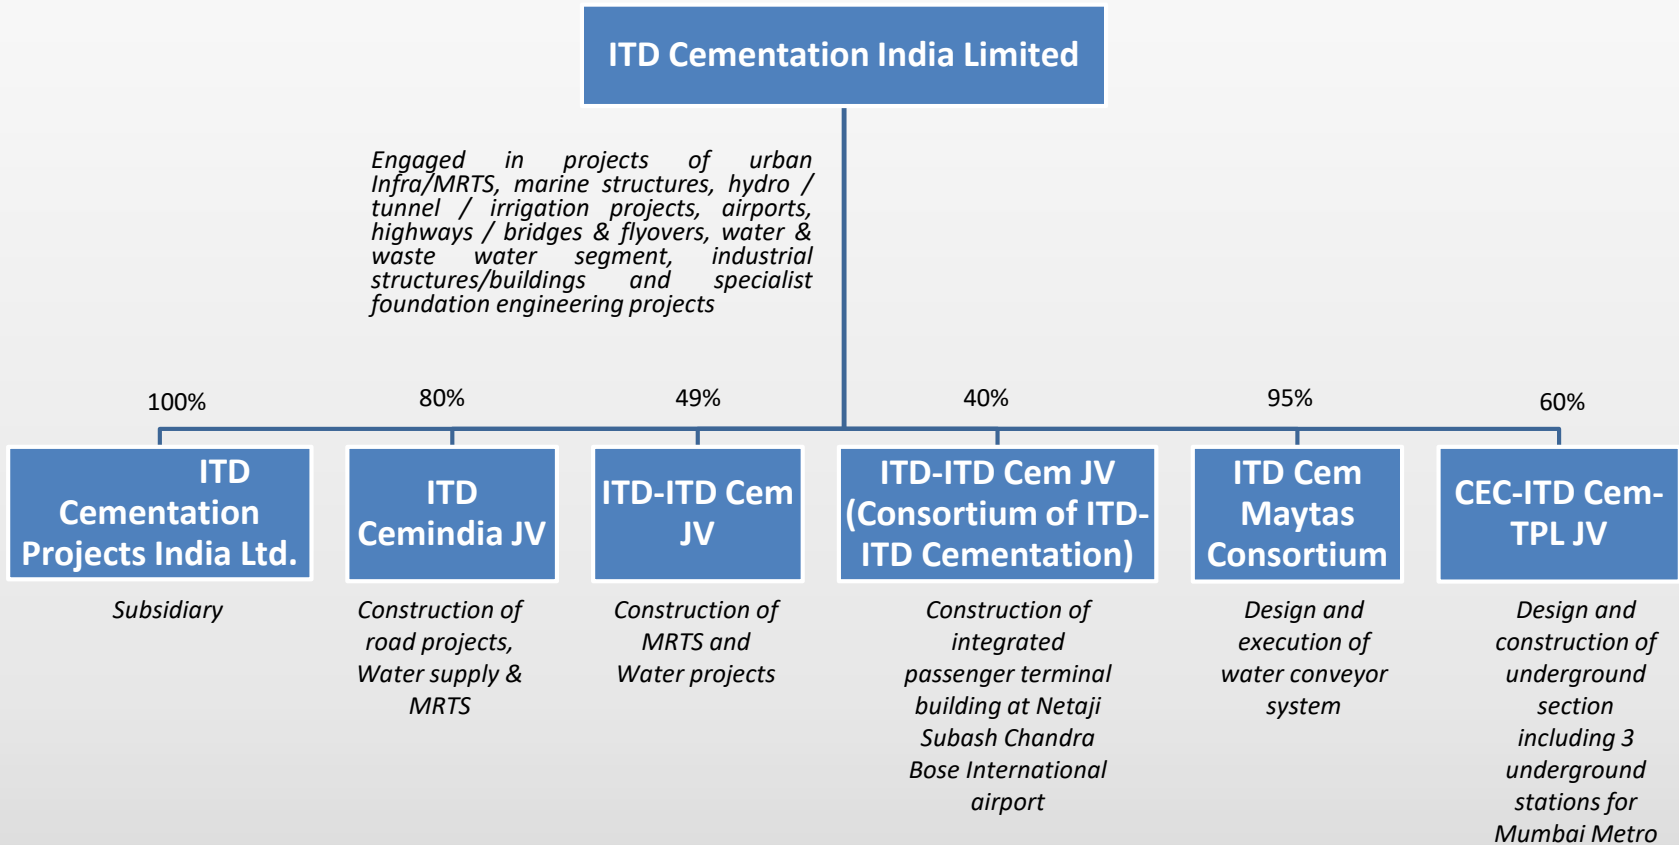 ITD Cementation India Limited
Engaged in projects of urban
Infra/MRTS, marine structures, hydro /
tunnel / irrigation projects, airports,
highways / bridges & flyovers, water &
waste water segment, industrial
structures/buildings and specialist
foundation engineering projects
100%
80%
49%
40%
95%
60%
ITD
Cementation
Projects India Ltd.
ITD
Cemindia JV
ITD-ITD Cem
JV
ITD-ITD Cem JV
(Consortium of ITD-
ITD Cementation)
ITD Cem
Maytas
Consortium
CEC-ITD Cem-
TPL JV
Subsidiary
Construction of
road projects,
Water supply &
MRTS
Construction of
MRTS and
Water projects
Construction of
integrated
passenger terminal
building at Netaji
Subash Chandra
Bose International
airport
Design and
execution of
water conveyor
system
Design and
construction of
underground
section
including 3
underground
stations for
Mumbai Metro